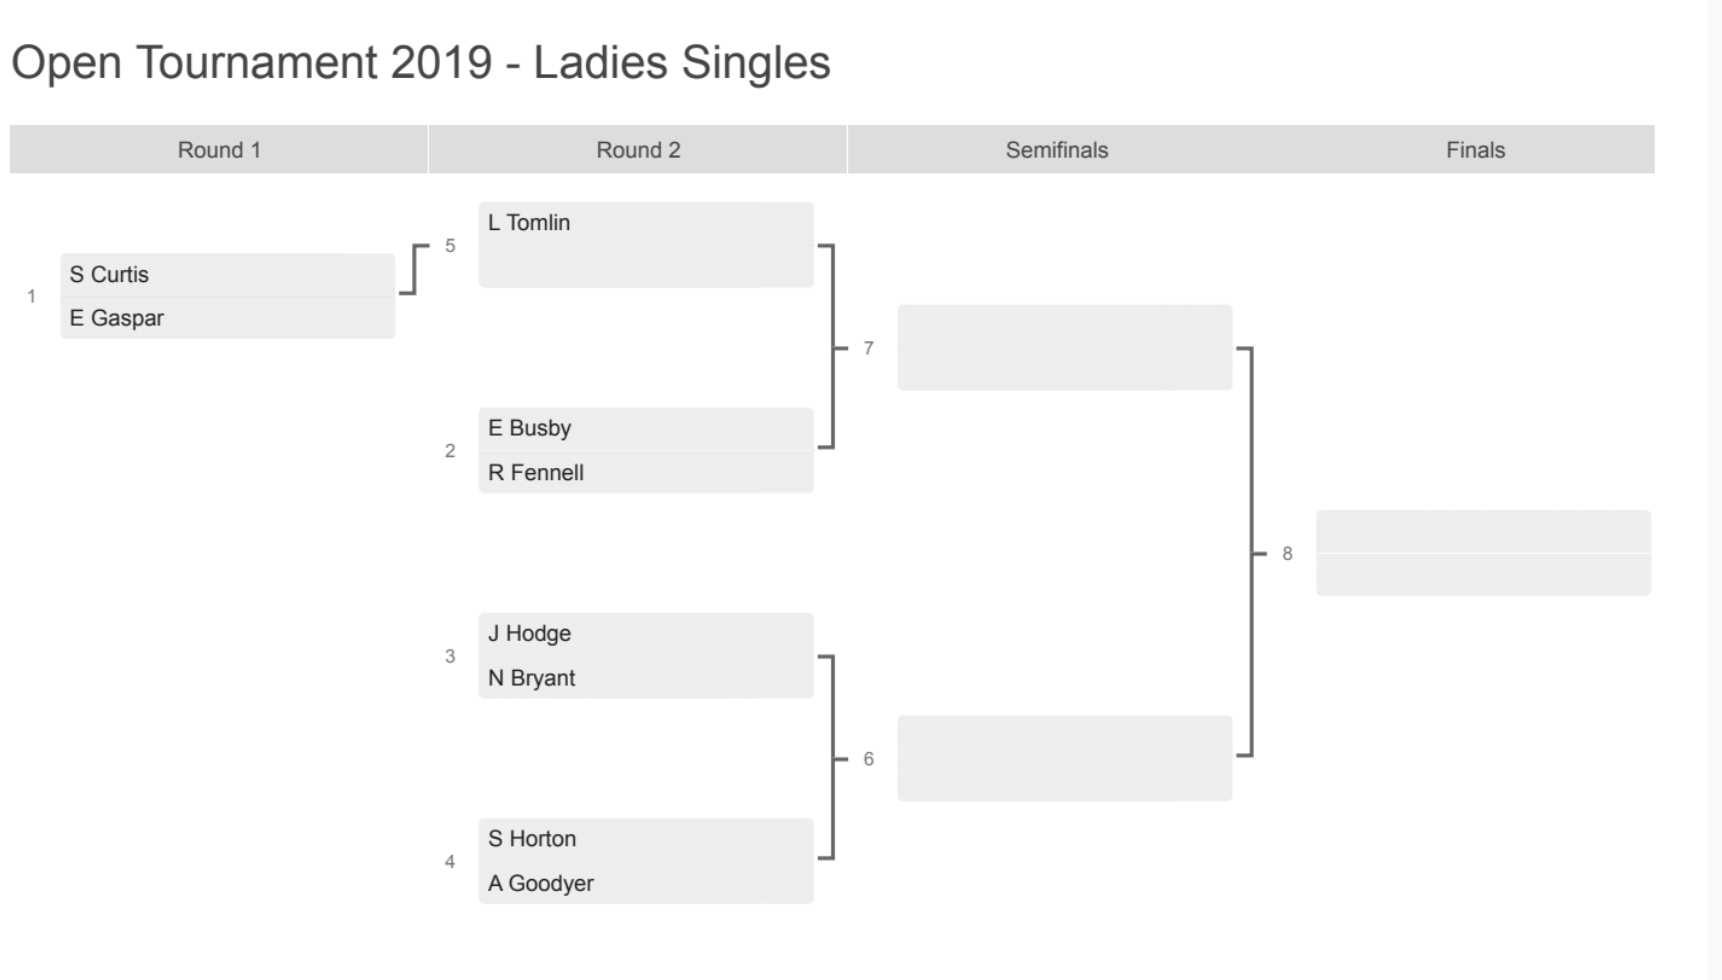 Open Tournament 2019 - Ladies Singles
Round 1
Round 2
Semifinals
Finals
1
S Curtis
E Gaspar
5
L Tomlin
2
E Busby
R Fennell
3
J Hodge
N Bryant
4
S Horton
A Goodyer
7
6
8